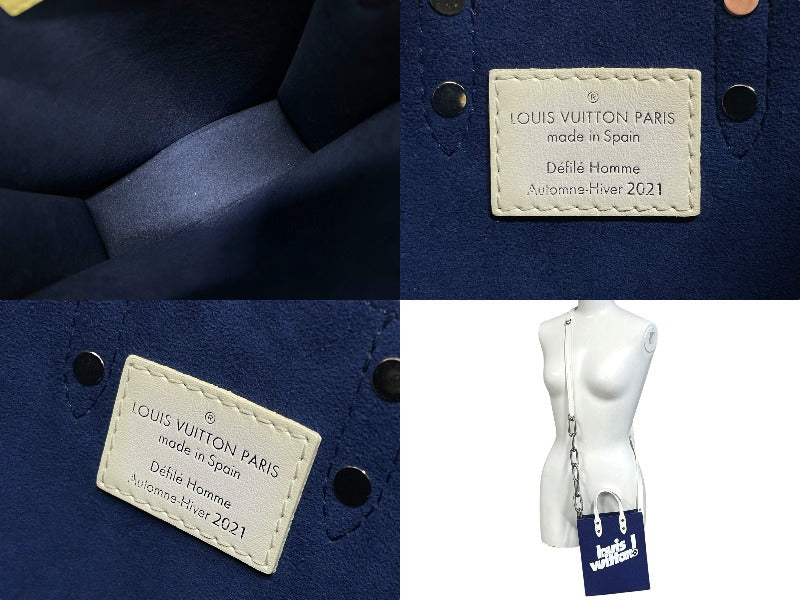 ®
LOUIS VUITTON PARIS
made in Spain
Défilé Homme
Automne-Hiver 2021
®
LOUIS VUITTON PARIS
made in Spain
Défilé Homme
Automne-Hiver 2021
louis
vuitton